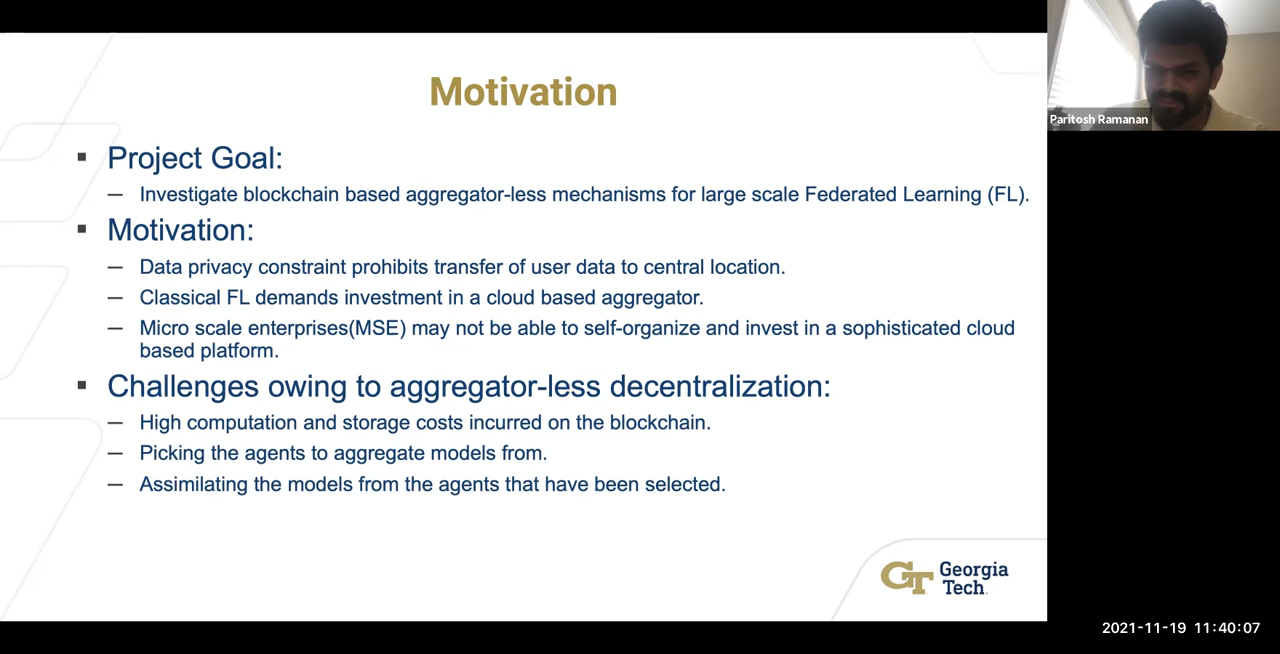 Motivation
Paritosh Ramanan
▪ Project Goal:
— Investigate blockchain based aggregator-less mechanisms for large scale Federated Learning (FL).
▪ Motivation:
— Data privacy constraint prohibits transfer of user data to central location.
— Classical FL demands investment in a cloud based aggregator.
— Micro scale enterprises(MSE) may not be able to self-organize and invest in a sophisticated cloud
based platform.
▪ Challenges owing to aggregator-less decentralization:
— High computation and storage costs incurred on the blockchain.
— Picking the agents to aggregate models from.
— Assimilating the models from the agents that have been selected.
GT Georgia
Tech
2021-11-19 11:40:07